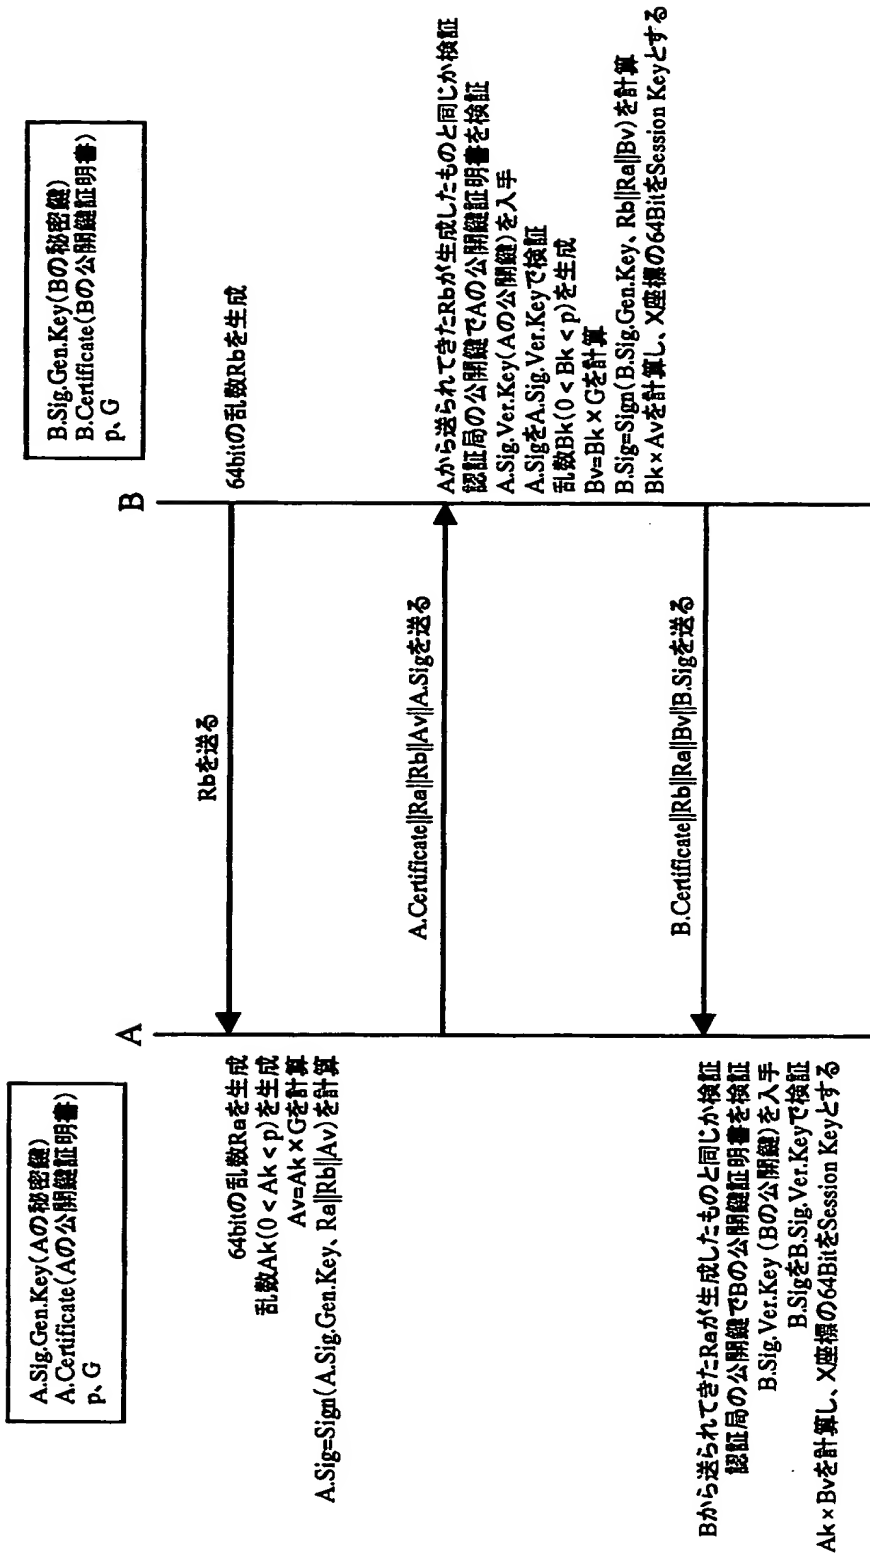 A.Sig.Gen.Key(Aの秘密鍵)
A.Certificate(Aの公開鍵証明書)
p、G
B.Sig.Gen.Key(Bの秘密鍵)
B.Certificate(Bの公開鍵証明書)
p、G
A
B
64bitの乱数Rbを生成
Rbを送る
64bitの乱数Raを生成
乱数Ak(0 < Ak < p)を生成
Av=Ak×Gを計算
A.Sig=Sign(A.Sig.Gen.Key、Ra||Rb||Av)を計算
A.Certificate||Ra||Rb||Av||A.Sigを送る
Aから送られてきたRbが生成したものと同じか検証
認証局の公開鍵でAの公開鍵証明書を検証
A.Sig.Ver.Key(Aの公開鍵)を入手
A.SigをA.Sig.Ver.Keyで検証
乱数Bk(0 < Bk < p)を生成
Bv=Bk×Gを計算
B.Sig=Sign(B.Sig.Gen.Key、Rb||Ra||Bv)を計算
Bk×Avを計算し、X座標の64BitをSession Keyとする
B.Certificate||Rb||Ra||Bv||B.Sigを送る
Bから送られてきたRaが生成したものと同じか検証
認証局の公開鍵でBの公開鍵証明書を検証
B.Sig.Ver.Key (Bの公開鍵)を入手
B.SigをB.Sig.Ver.Keyで検証
Ak×Bvを計算し、X座標の64BitをSession Keyとする